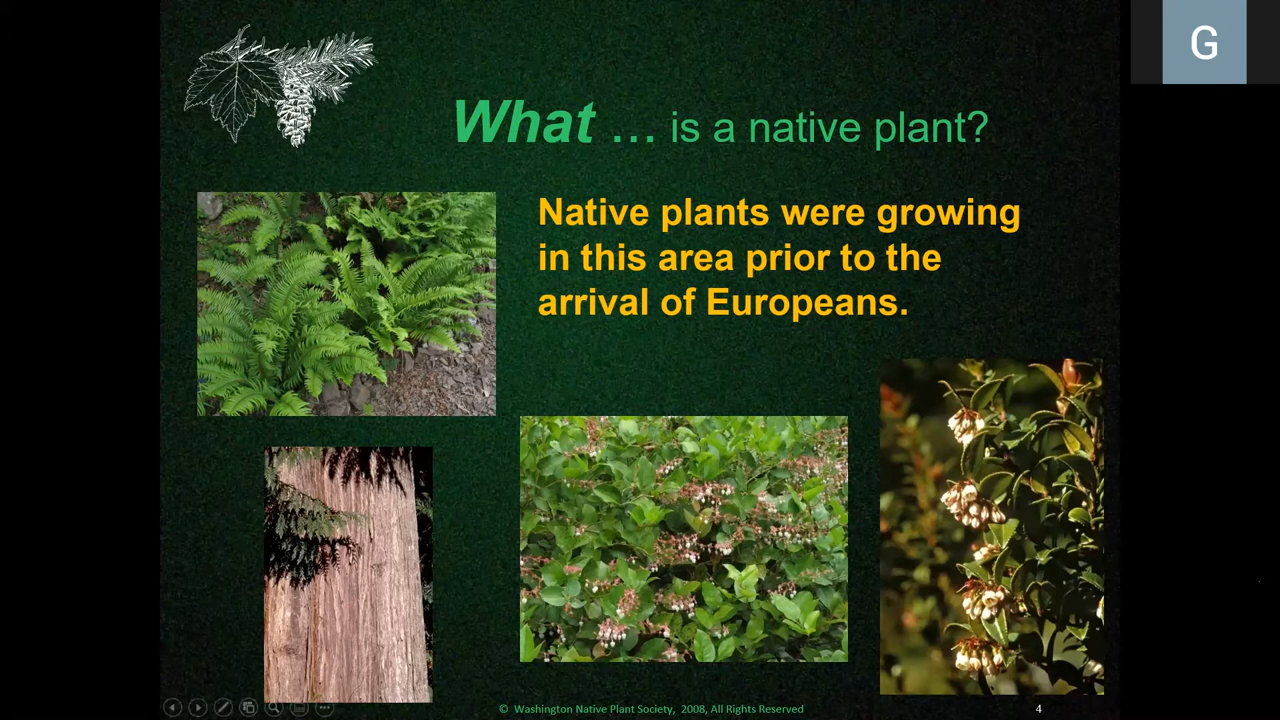 G
What ... is a native plant?
Native plants were growing
in this area prior to the
arrival of Europeans.
© Washington Native Plant Society, 2008, All Rights Reserved
4